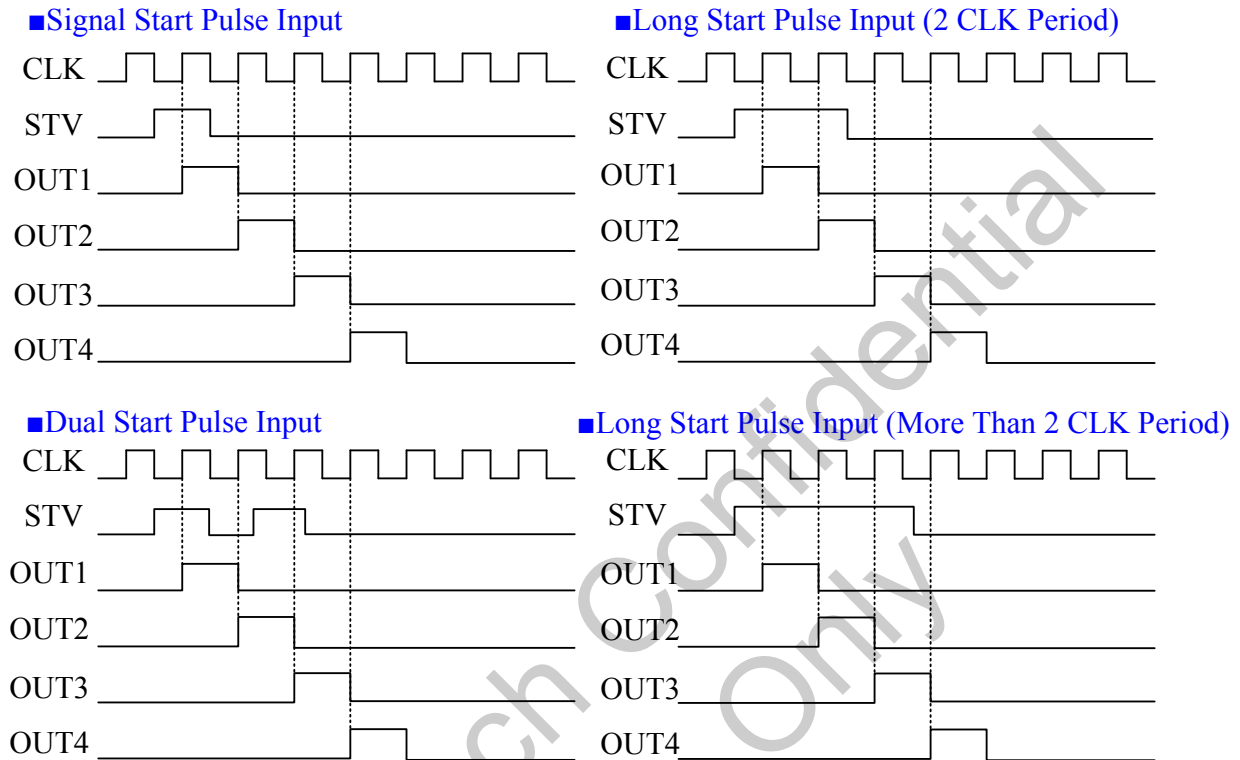 ■Signal Start Pulse Input
CLK
STV
OUT1
OUT2
OUT3
OUT4
■Long Start Pulse Input (2 CLK Period)
CLK
STV
OUT1
OUT2
OUT3
OUT4
■Dual Start Pulse Input
CLK
STV
OUT1
OUT2
OUT3
OUT4
■Long Start Pulse Input (More Than 2 CLK Period)
CLK
STV
OUT1
OUT2
OUT3
OUT4
ch Confidential
Only